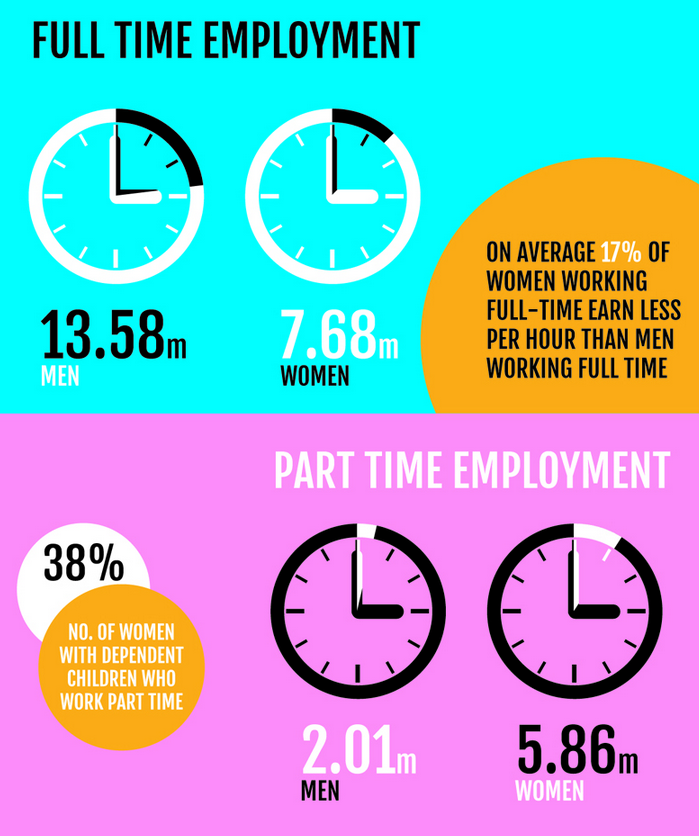 FULL TIME EMPLOYMENT
13.58m
MEN
7.68m
WOMEN
ON AVERAGE 17% OF
WOMEN WORKING
FULL-TIME EARN LESS
PER HOUR THAN MEN
WORKING FULL TIME
PART TIME EMPLOYMENT
38%
NO. OF WOMEN
WITH DEPENDENT
CHILDREN WHO
WORK PART TIME
2.01m
MEN
5.86m
WOMEN